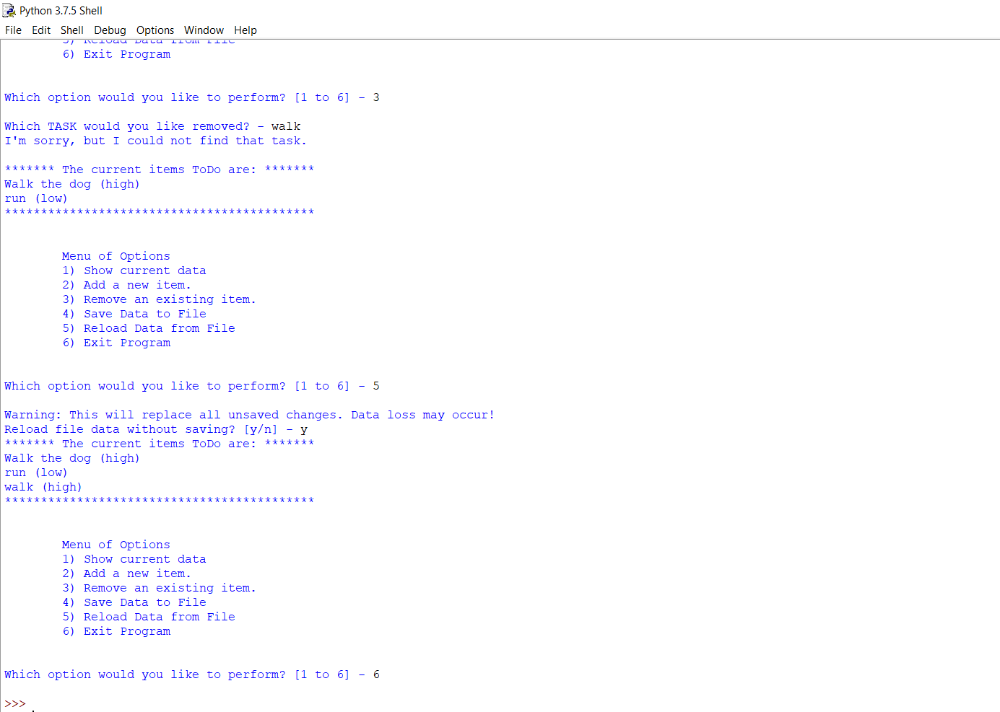 Python 3.7.5 Shell
File Edit Shell Debug Options Window Help
5) Reload Data from File
6) Exit Program
Which option would you like to perform? [1 to 6] - 3
Which TASK would you like removed? - walk
I'm sorry, but I could not find that task.
******* The current items ToDo are: *******
Walk the dog (high)
run (low)
*******************************************
Menu of Options
1) Show current data
2) Add a new item.
3) Remove an existing item.
4) Save Data to File
5) Reload Data from File
6) Exit Program
Which option would you like to perform? [1 to 6] - 5
Warning: This will replace all unsaved changes. Data loss may occur!
Reload file data without saving? [y/n] - y
******* The current items ToDo are: *******
Walk the dog (high)
run (low)
walk (high)
*******************************************
Menu of Options
1) Show current data
2) Add a new item.
3) Remove an existing item.
4) Save Data to File
5) Reload Data from File
6) Exit Program
Which option would you like to perform? [1 to 6] - 6
>>>